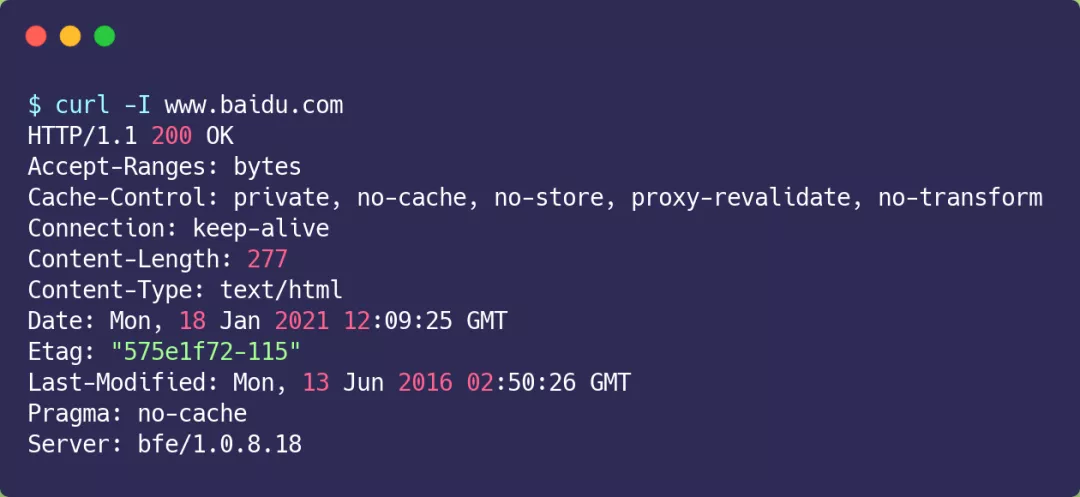 $ curl -I www.baidu.com
HTTP/1.1 200 OK
Accept-Ranges: bytes
Cache-Control: private, no-cache, no-store, proxy-revalidate, no-transform
Connection: keep-alive
Content-Length: 277
Content-Type: text/html
Date: Mon, 18 Jan 2021 12:09:25 GMT
Etag: "575e1f72-115"
Last-Modified: Mon, 13 Jun 2016 02:50:26 GMT
Pragma: no-cache
Server: bfe/1.0.8.18